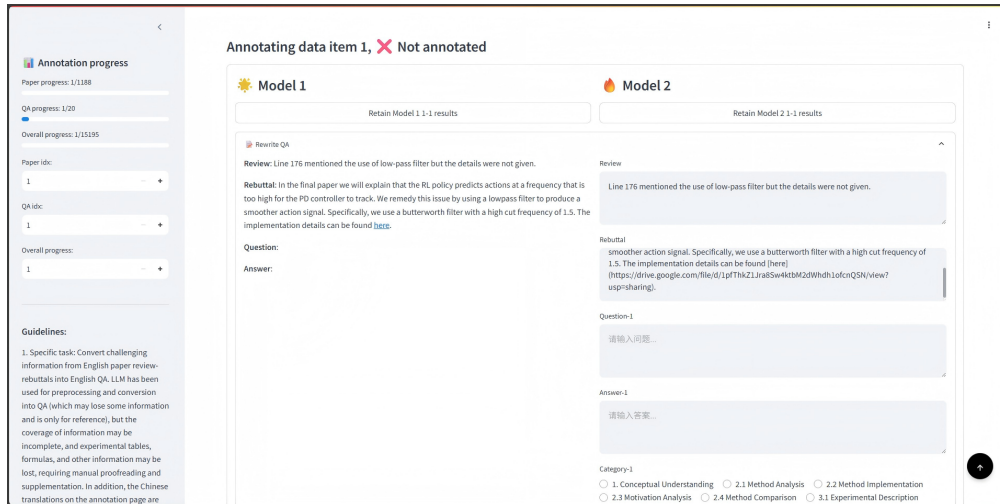 Annotation progress
Paper progress: 1/1188
QA progress: 1/20
Overall progress: 1/15195
Paper idx:
1
QA idx:
1
Overall progress:
1
Guidelines:
1. Specific task: Convert challenging
information from English paper review-
rebuttals into English QA. LLM has been
used for preprocessing and conversion
into QA (which may lose some information
and is only for reference), but the
coverage of information may be
incomplete, and experimental tables,
formulas, and other information may be
lost, requiring manual proofreading and
supplementation. In addition, the Chinese
translations on the annotation page are
Annotating data item 1, ❌ Not annotated
Model 1
Retain Model 1 1-1 results
Model 2
Retain Model 2 1-1 results
Rewrite QA
Review: Line 176 mentioned the use of low-pass filter but the details were not given.
Rebuttal: In the final paper we will explain that the RL policy predicts actions at a frequency that is
too high for the PD controller to track. We remedy this issue by using a lowpass filter to produce a
smoother action signal. Specifically, we use a butterworth filter with a high cut frequency of 1.5. The
implementation details can be found here.
Question:
Answer:
Review
Line 176 mentioned the use of low-pass filter but the details were not given.
Rebuttal
smoother action signal. Specifically, we use a butterworth filter with a high cut frequency of
1.5. The implementation details can be found [here]
(https://drive.google.com/file/d/1pfThkZ1Jra8Sw4ktbM2dWhdh1ofcnQSN/view?
usp=sharing).
Question-1
请输入问题...
Answer-1
请输入答案...
Category-1
1. Conceptual Understanding 2.1 Method Analysis 2.2 Method Implementation
2.3 Motivation Analysis 2.4 Method Comparison 3.1 Experimental Description